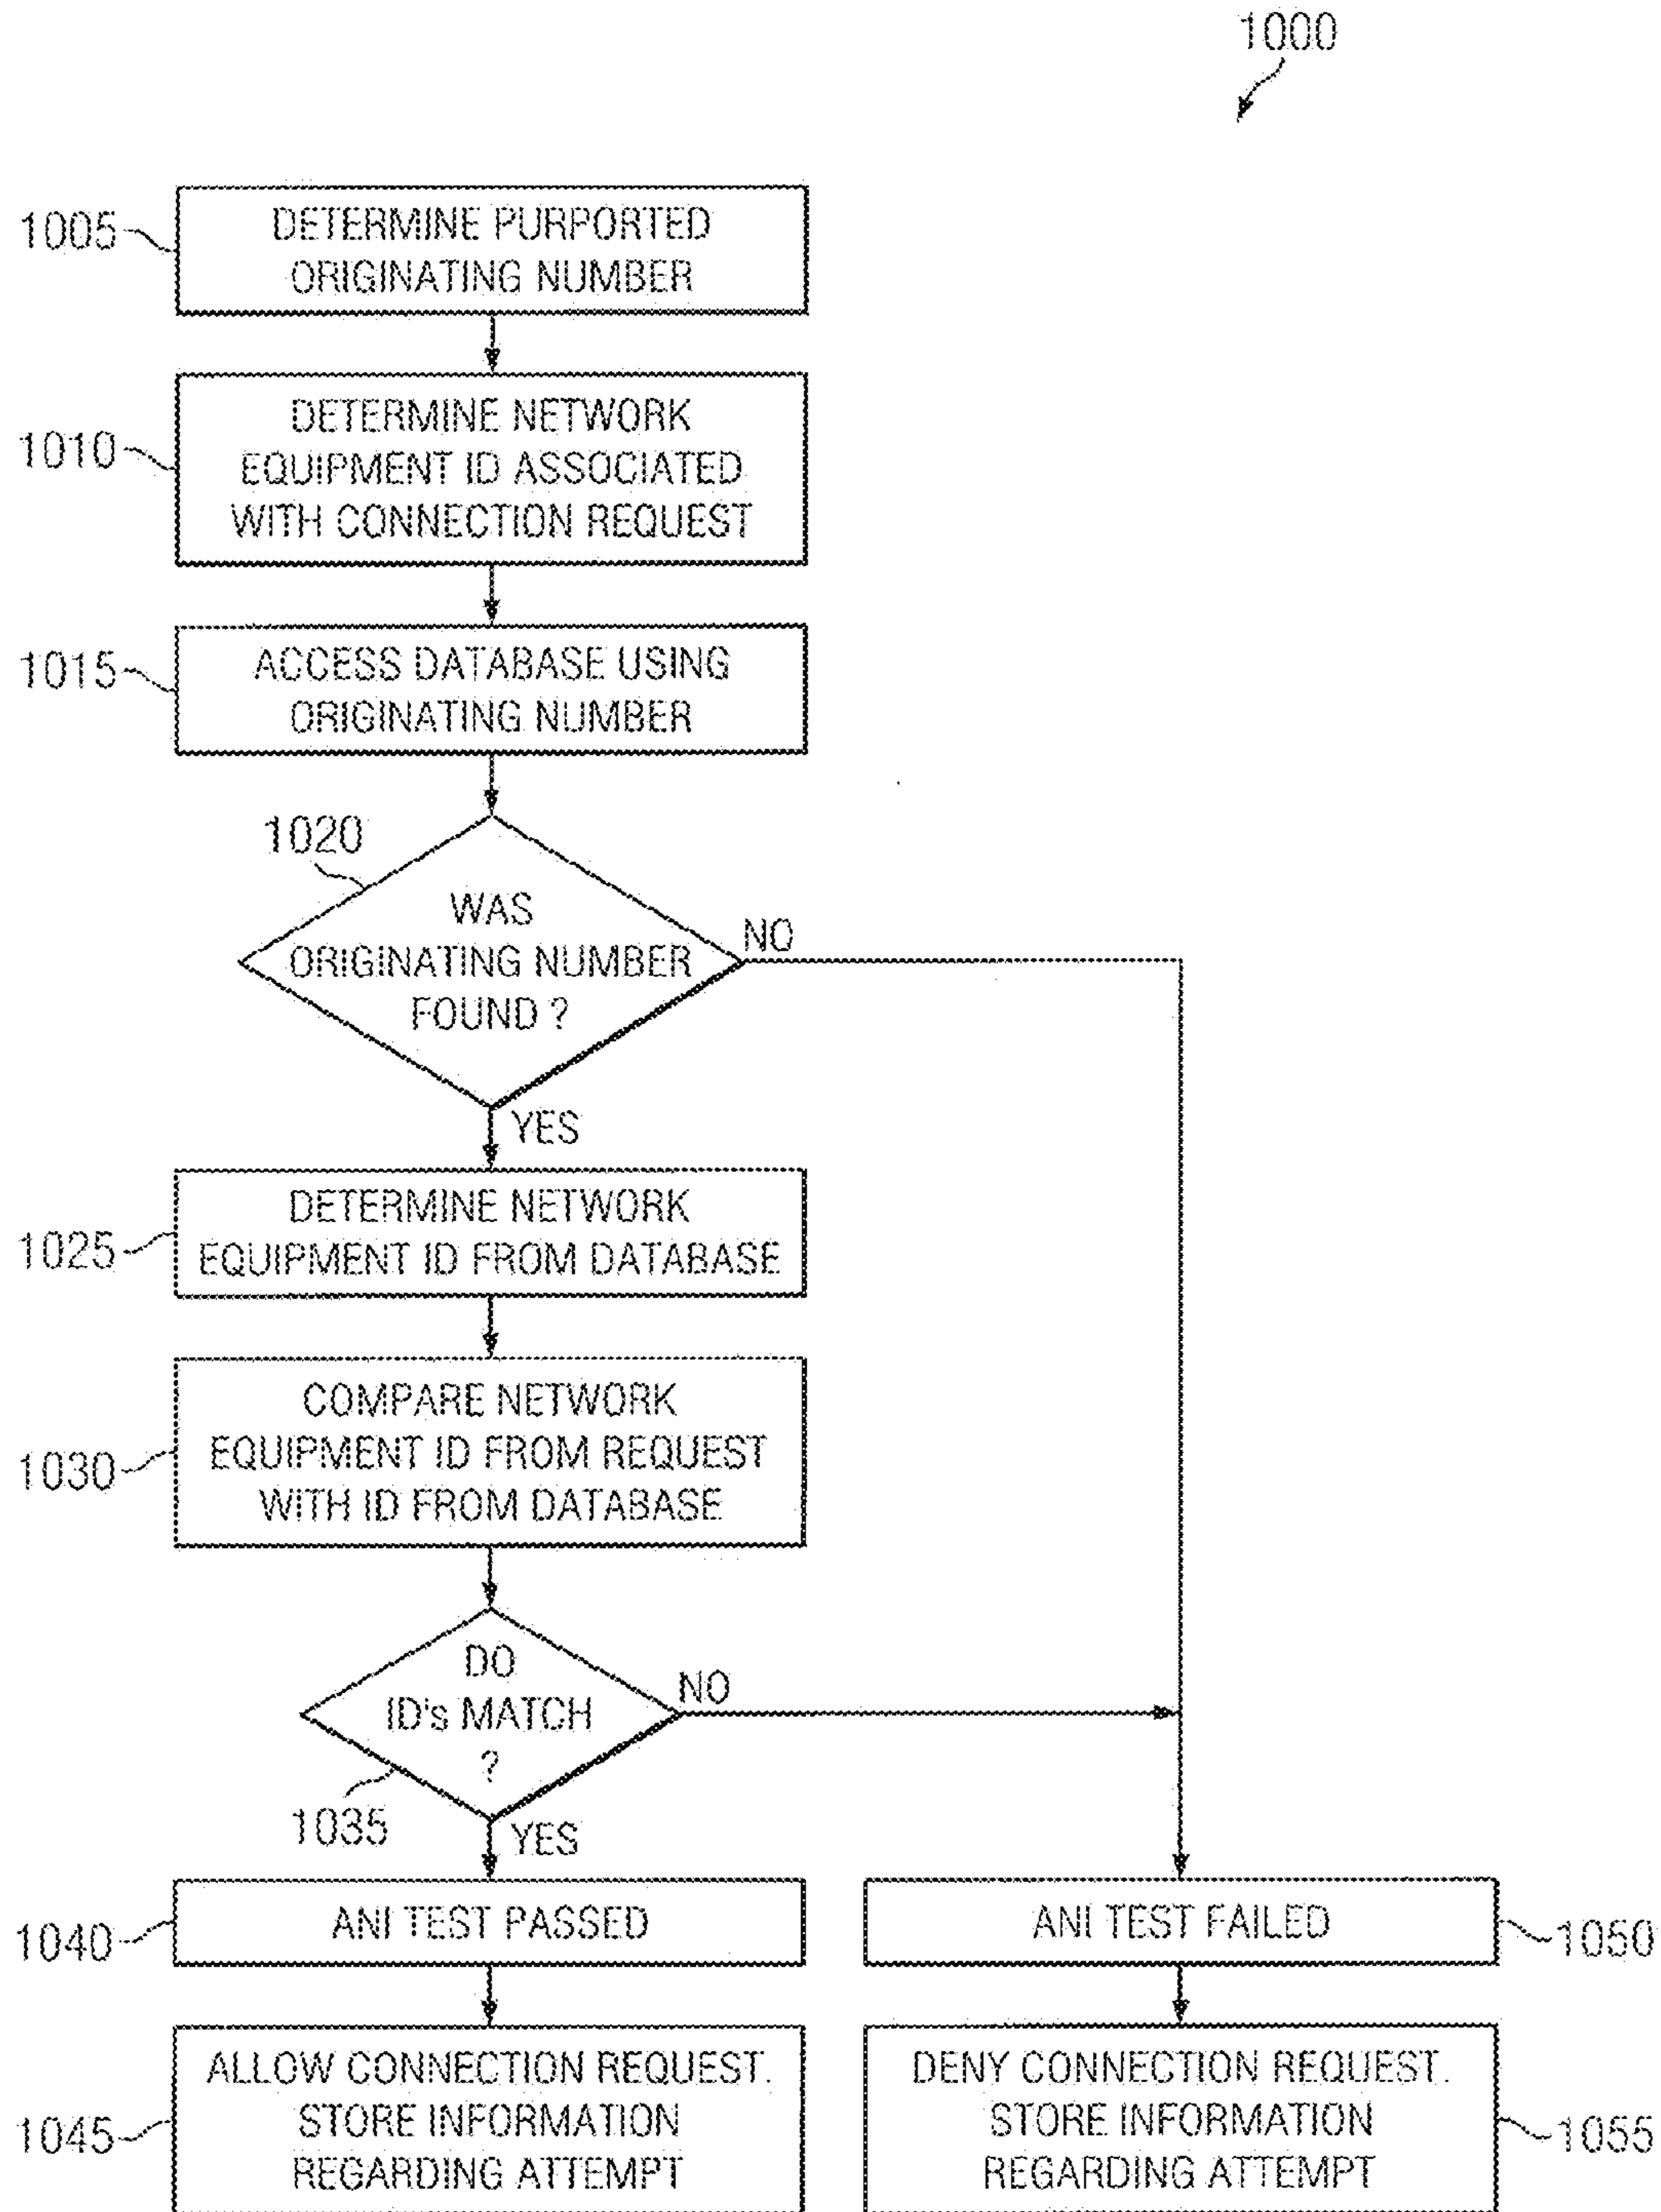 1000
1005
DETERMINE PURPORTED
ORIGINATING NUMBER
1010
DETERMINE NETWORK
EQUIPMENT ID ASSOCIATED
WITH CONNECTION REQUEST
1015
ACCESS DATABASE USING
ORIGINATING NUMBER
1020
WAS
ORIGINATING NUMBER
FOUND ?
NO
YES
1025
DETERMINE NETWORK
EQUIPMENT ID FROM DATABASE
1030
COMPARE NETWORK
EQUIPMENT ID FROM REQUEST
WITH ID FROM DATABASE
DO
ID's MATCH
?
NO
1035
YES
1040
ANI TEST PASSED
ANI TEST FAILED
1050
1045
ALLOW CONNECTION REQUEST.
STORE INFORMATION
REGARDING ATTEMPT
DENY CONNECTION REQUEST.
STORE INFORMATION
REGARDING ATTEMPT
1055